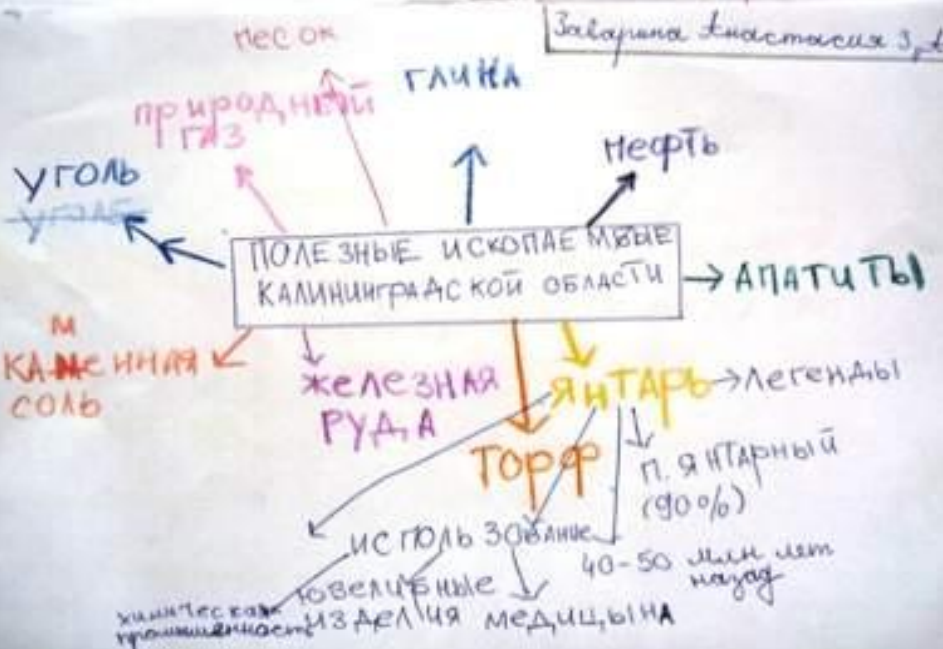 Заварина Анастасия 3
песок
глина
природный
газ
нефть
уголь
уголь
ПОЛЕЗНЫЕ ИСКОПАЕМЫЕ
КАЛИНИНГРАДСКОЙ ОБЛАСТИ
АПАТИТЫ
М
КАМЕННАЯ
СОЛЬ
железная
руда
янтарь
легенды
торф
п. янтарный
(90%)
использование
40-50 млн лет
назад
ювелирные
изделия
медицына
химическая
промышленность